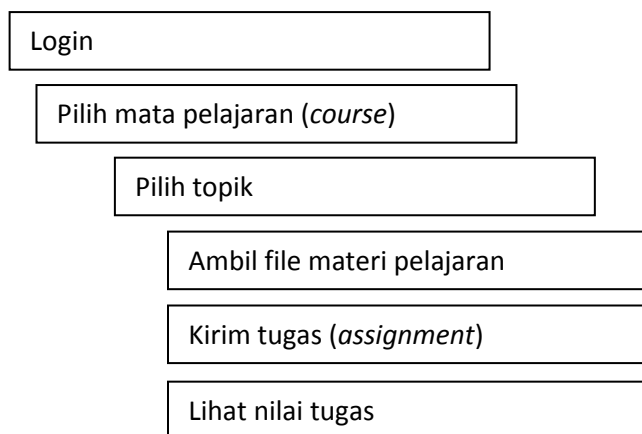 Login
Pilih mata pelajaran (course)
Pilih topik
Ambil file materi pelajaran
Kirim tugas (assignment)
Lihat nilai tugas